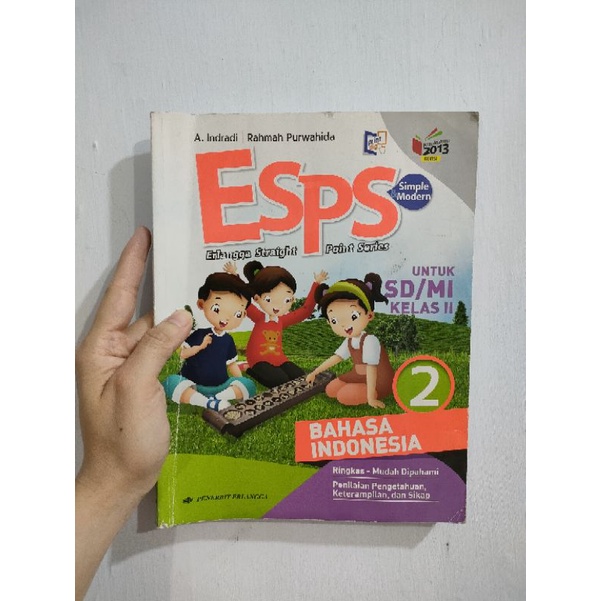 A. Indradi | Rahmah Purwahida
ESPS
Simple
& Modern
Erlangga Straight Point Series
2013
UNTUK
SD/MI
KELAS II
2
BAHASA
INDONESIA
Ringkas - Mudah Dipahami
Penilaian Pengetahuan,
Keterampilan, dan Sikap
PENERBIT ERLANGGA